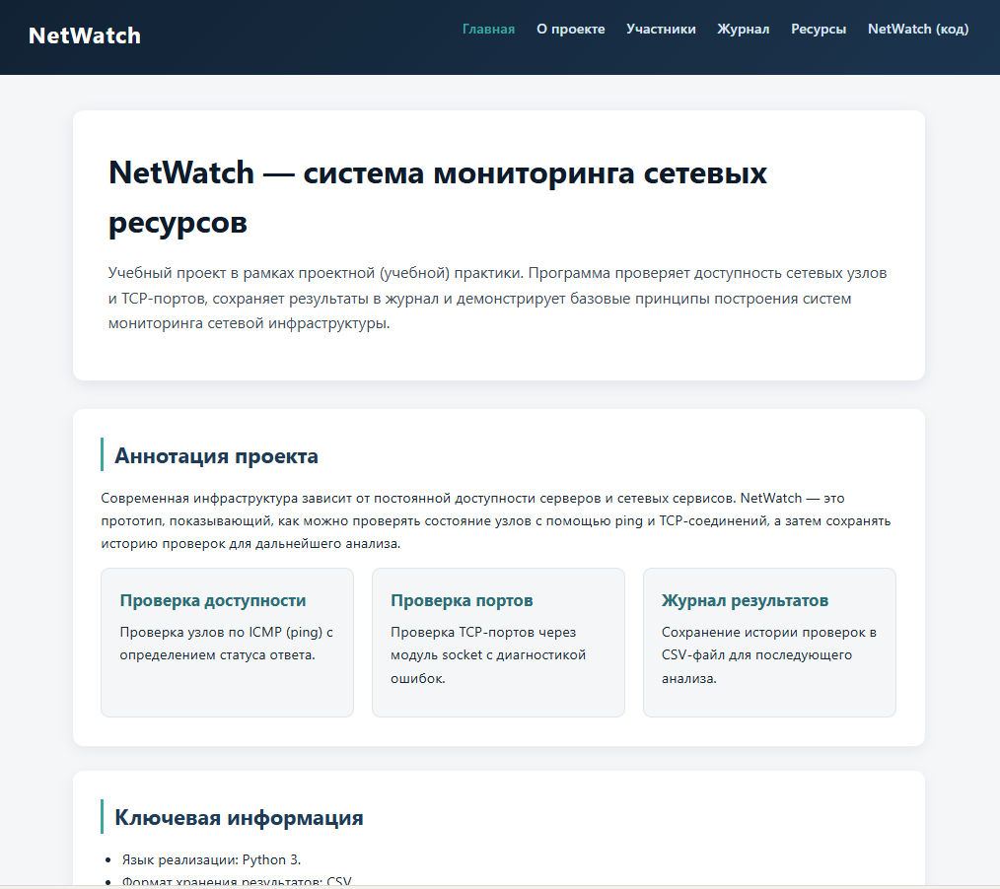 NetWatch
Главная О проекте Участники Журнал Ресурсы NetWatch (код)
NetWatch — система мониторинга сетевых
ресурсов
Учебный проект в рамках проектной (учебной) практики. Программа проверяет доступность сетевых узлов
и TCP-портов, сохраняет результаты в журнал и демонстрирует базовые принципы построения систем
мониторинга сетевой инфраструктуры.
Аннотация проекта
Современная инфраструктура зависит от постоянной доступности серверов и сетевых сервисов. NetWatch — это
прототип, показывающий, как можно проверять состояние узлов с помощью ping и TCP-соединений, а затем сохранять
историю проверок для дальнейшего анализа.
Проверка доступности
Проверка узлов по ICMP (ping) с
определением статуса ответа.
Проверка портов
Проверка TCP-портов через
модуль socket с диагностикой
ошибок.
Журнал результатов
Сохранение истории проверок в
CSV-файл для последующего
анализа.
Ключевая информация
Язык реализации: Python 3.
Формат хранения результатов: CSV